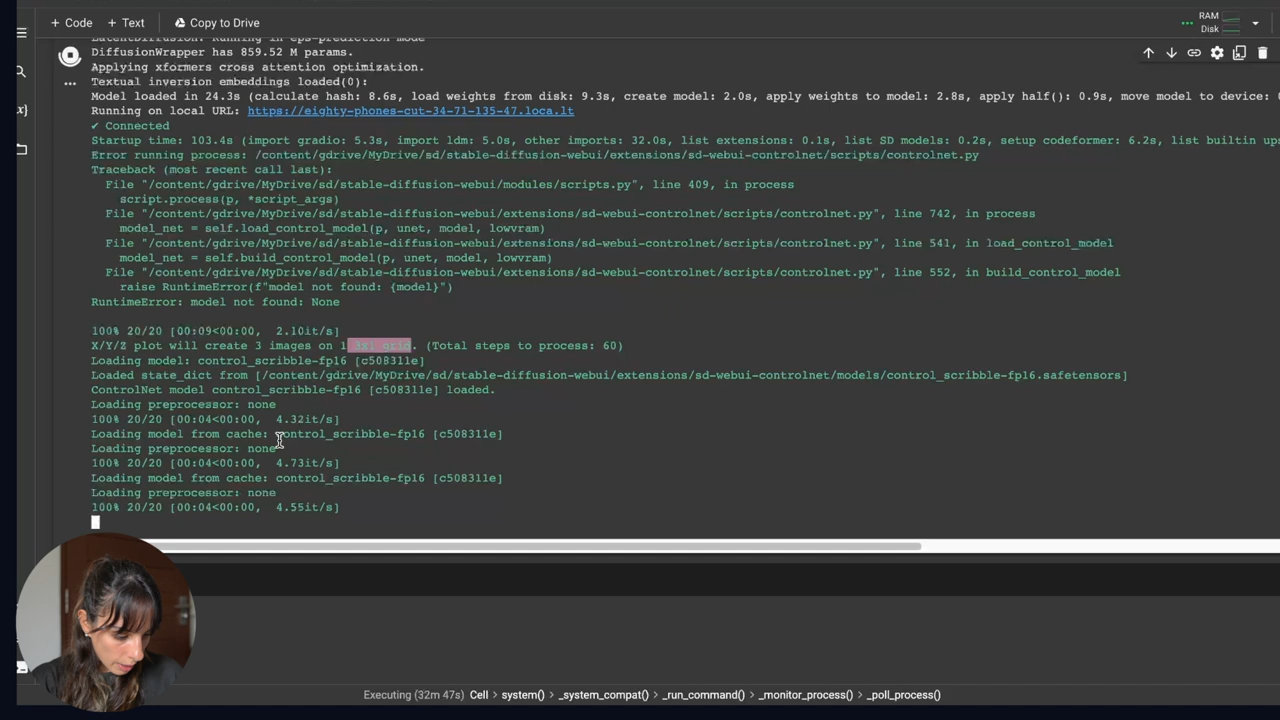 + Code + Text Copy to Drive
RAM
Disk
LatentDiffusion: Running in eps-prediction mode
DiffusionWrapper has 859.52 M params.
Applying xformers cross attention optimization.
Textual inversion embeddings loaded(0):
Model loaded in 24.3s (calculate hash: 8.6s, load weights from disk: 9.3s, create model: 2.0s, apply weights to model: 2.8s, apply half(): 0.9s, move model to device:
Running on local URL: https://eighty-phones-cut-34-71-135-47.loca.lt
✔ Connected
Startup time: 103.4s (import gradio: 5.3s, import ldm: 5.0s, other imports: 32.0s, list extensions: 0.1s, list SD models: 0.2s, setup codeformer: 6.2s, list builtin ups
Error running process: /content/gdrive/MyDrive/sd/stable-diffusion-webui/extensions/sd-webui-controlnet/scripts/controlnet.py
Traceback (most recent call last):
File "/content/gdrive/MyDrive/sd/stable-diffusion-webui/modules/scripts.py", line 409, in process
script.process(p, *script_args)
File "/content/gdrive/MyDrive/sd/stable-diffusion-webui/extensions/sd-webui-controlnet/scripts/controlnet.py", line 742, in process
model_net = self.load_control_model(p, unet, model, lowvram)
File "/content/gdrive/MyDrive/sd/stable-diffusion-webui/extensions/sd-webui-controlnet/scripts/controlnet.py", line 541, in load_control_model
model_net = self.build_control_model(p, unet, model, lowvram)
File "/content/gdrive/MyDrive/sd/stable-diffusion-webui/extensions/sd-webui-controlnet/scripts/controlnet.py", line 552, in build_control_model
raise RuntimeError(f"model not found: {model}")
RuntimeError: model not found: None
100% 20/20 [00:09<00:00, 2.10it/s]
X/Y/Z plot will create 3 images on 1 3x1 grid. (Total steps to process: 60)
Loading model: control_scribble-fp16 [c508311e]
Loaded state_dict from [/content/gdrive/MyDrive/sd/stable-diffusion-webui/extensions/sd-webui-controlnet/models/control_scribble-fp16.safetensors]
ControlNet model control_scribble-fp16 [c508311e] loaded.
Loading preprocessor: none
100% 20/20 [00:04<00:00, 4.32it/s]
Loading model from cache: control_scribble-fp16 [c508311e]
Loading preprocessor: none
100% 20/20 [00:04<00:00, 4.73it/s]
Loading model from cache: control_scribble-fp16 [c508311e]
Loading preprocessor: none
100% 20/20 [00:04<00:00, 4.55it/s]
Executing (32m 47s) Cell > system() > _system_compat() > _run_command() > _monitor_process() > _poll_process()